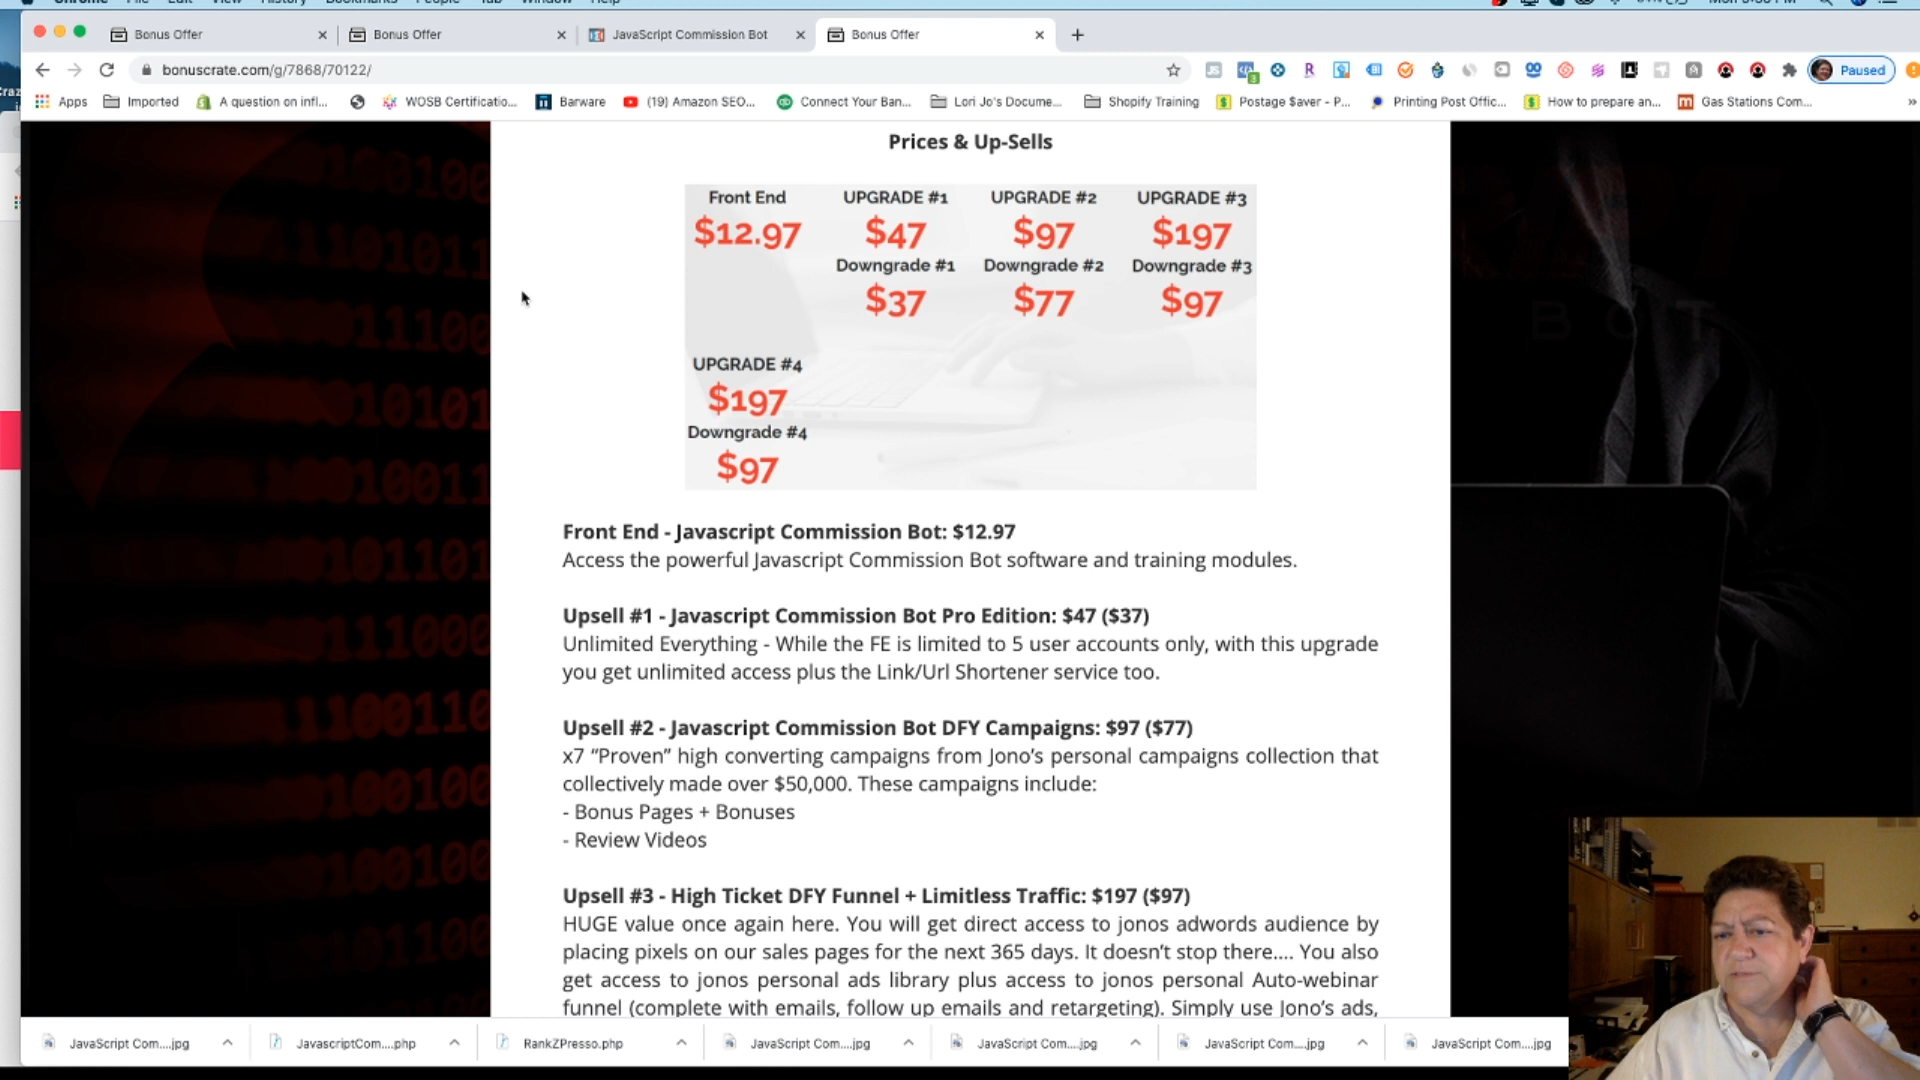 Bonus Offer
Bonus Offer
JavaScript Commission Bot
Bonus Offer
bonuscrate.com/g/7868/70122/
Paused
Apps
Imported
A question on infl...
WOSB Certificatio...
Barware
(19) Amazon SEO...
Connect Your Ban...
Lori Jo's Docume...
Shopify Training
Postage $aver - P...
Printing Post Offic...
How to prepare an...
Gas Stations Com...
Prices & Up-Sells
Front End UPGRADE #1 UPGRADE #2 UPGRADE #3
$12.97 $47 $97 $197
Downgrade #1 Downgrade #2 Downgrade #3
$37 $77 $97
UPGRADE #4
$197
Downgrade #4
$97
Front End - Javascript Commission Bot: $12.97
Access the powerful Javascript Commission Bot software and training modules.
Upsell #1 - Javascript Commission Bot Pro Edition: $47 ($37)
Unlimited Everything - While the FE is limited to 5 user accounts only, with this upgrade
you get unlimited access plus the Link/Url Shortener service too.
Upsell #2 - Javascript Commission Bot DFY Campaigns: $97 ($77)
x7 “Proven” high converting campaigns from Jono’s personal campaigns collection that
collectively made over $50,000. These campaigns include:
- Bonus Pages + Bonuses
- Review Videos
Upsell #3 - High Ticket DFY Funnel + Limitless Traffic: $197 ($97)
HUGE value once again here. You will get direct access to jonos adwords audience by
placing pixels on our sales pages for the next 365 days. It doesn’t stop there.... You also
get access to jonos personal ads library plus access to jonos personal Auto-webinar
funnel (complete with emails, follow up emails and retargeting). Simply use Jono’s ads,
BOT
JavaScript Com....jpg
JavascriptCom....php
RankZPresso.php
JavaScript Com....jpg
JavaScript Com....jpg
JavaScript Com....jpg
JavaScript Com....jpg